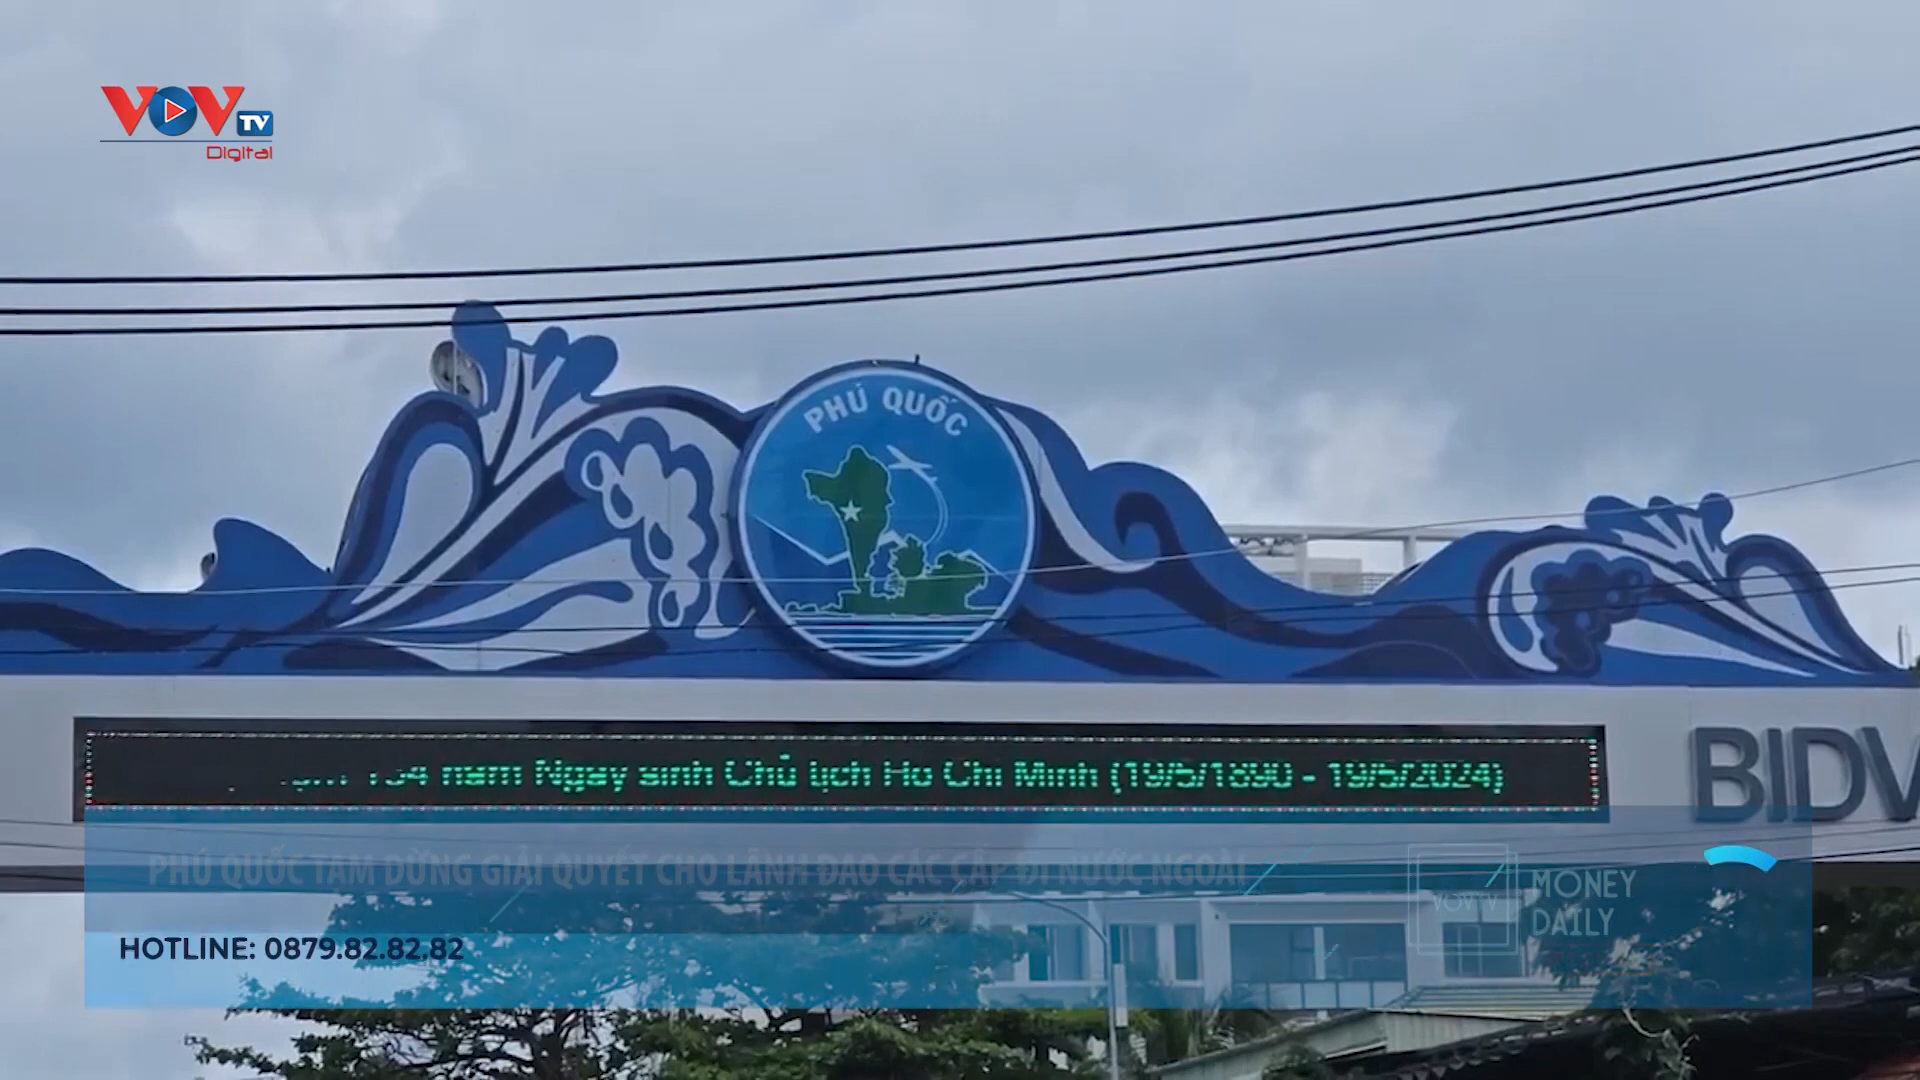 VOV TV
Digital
PHÚ QUỐC
134 năm Ngày sinh Chủ tịch Hồ Chí Minh (19/5/1890 - 19/5/2024)
BIDV
PHÚ QUỐC TẠM DỪNG GIẢI QUYẾT CHO LÃNH ĐẠO CÁC CẤP ĐI NƯỚC NGOÀI
VOVTV
MONEY
DAILY
HOTLINE: 0879.82.82.82